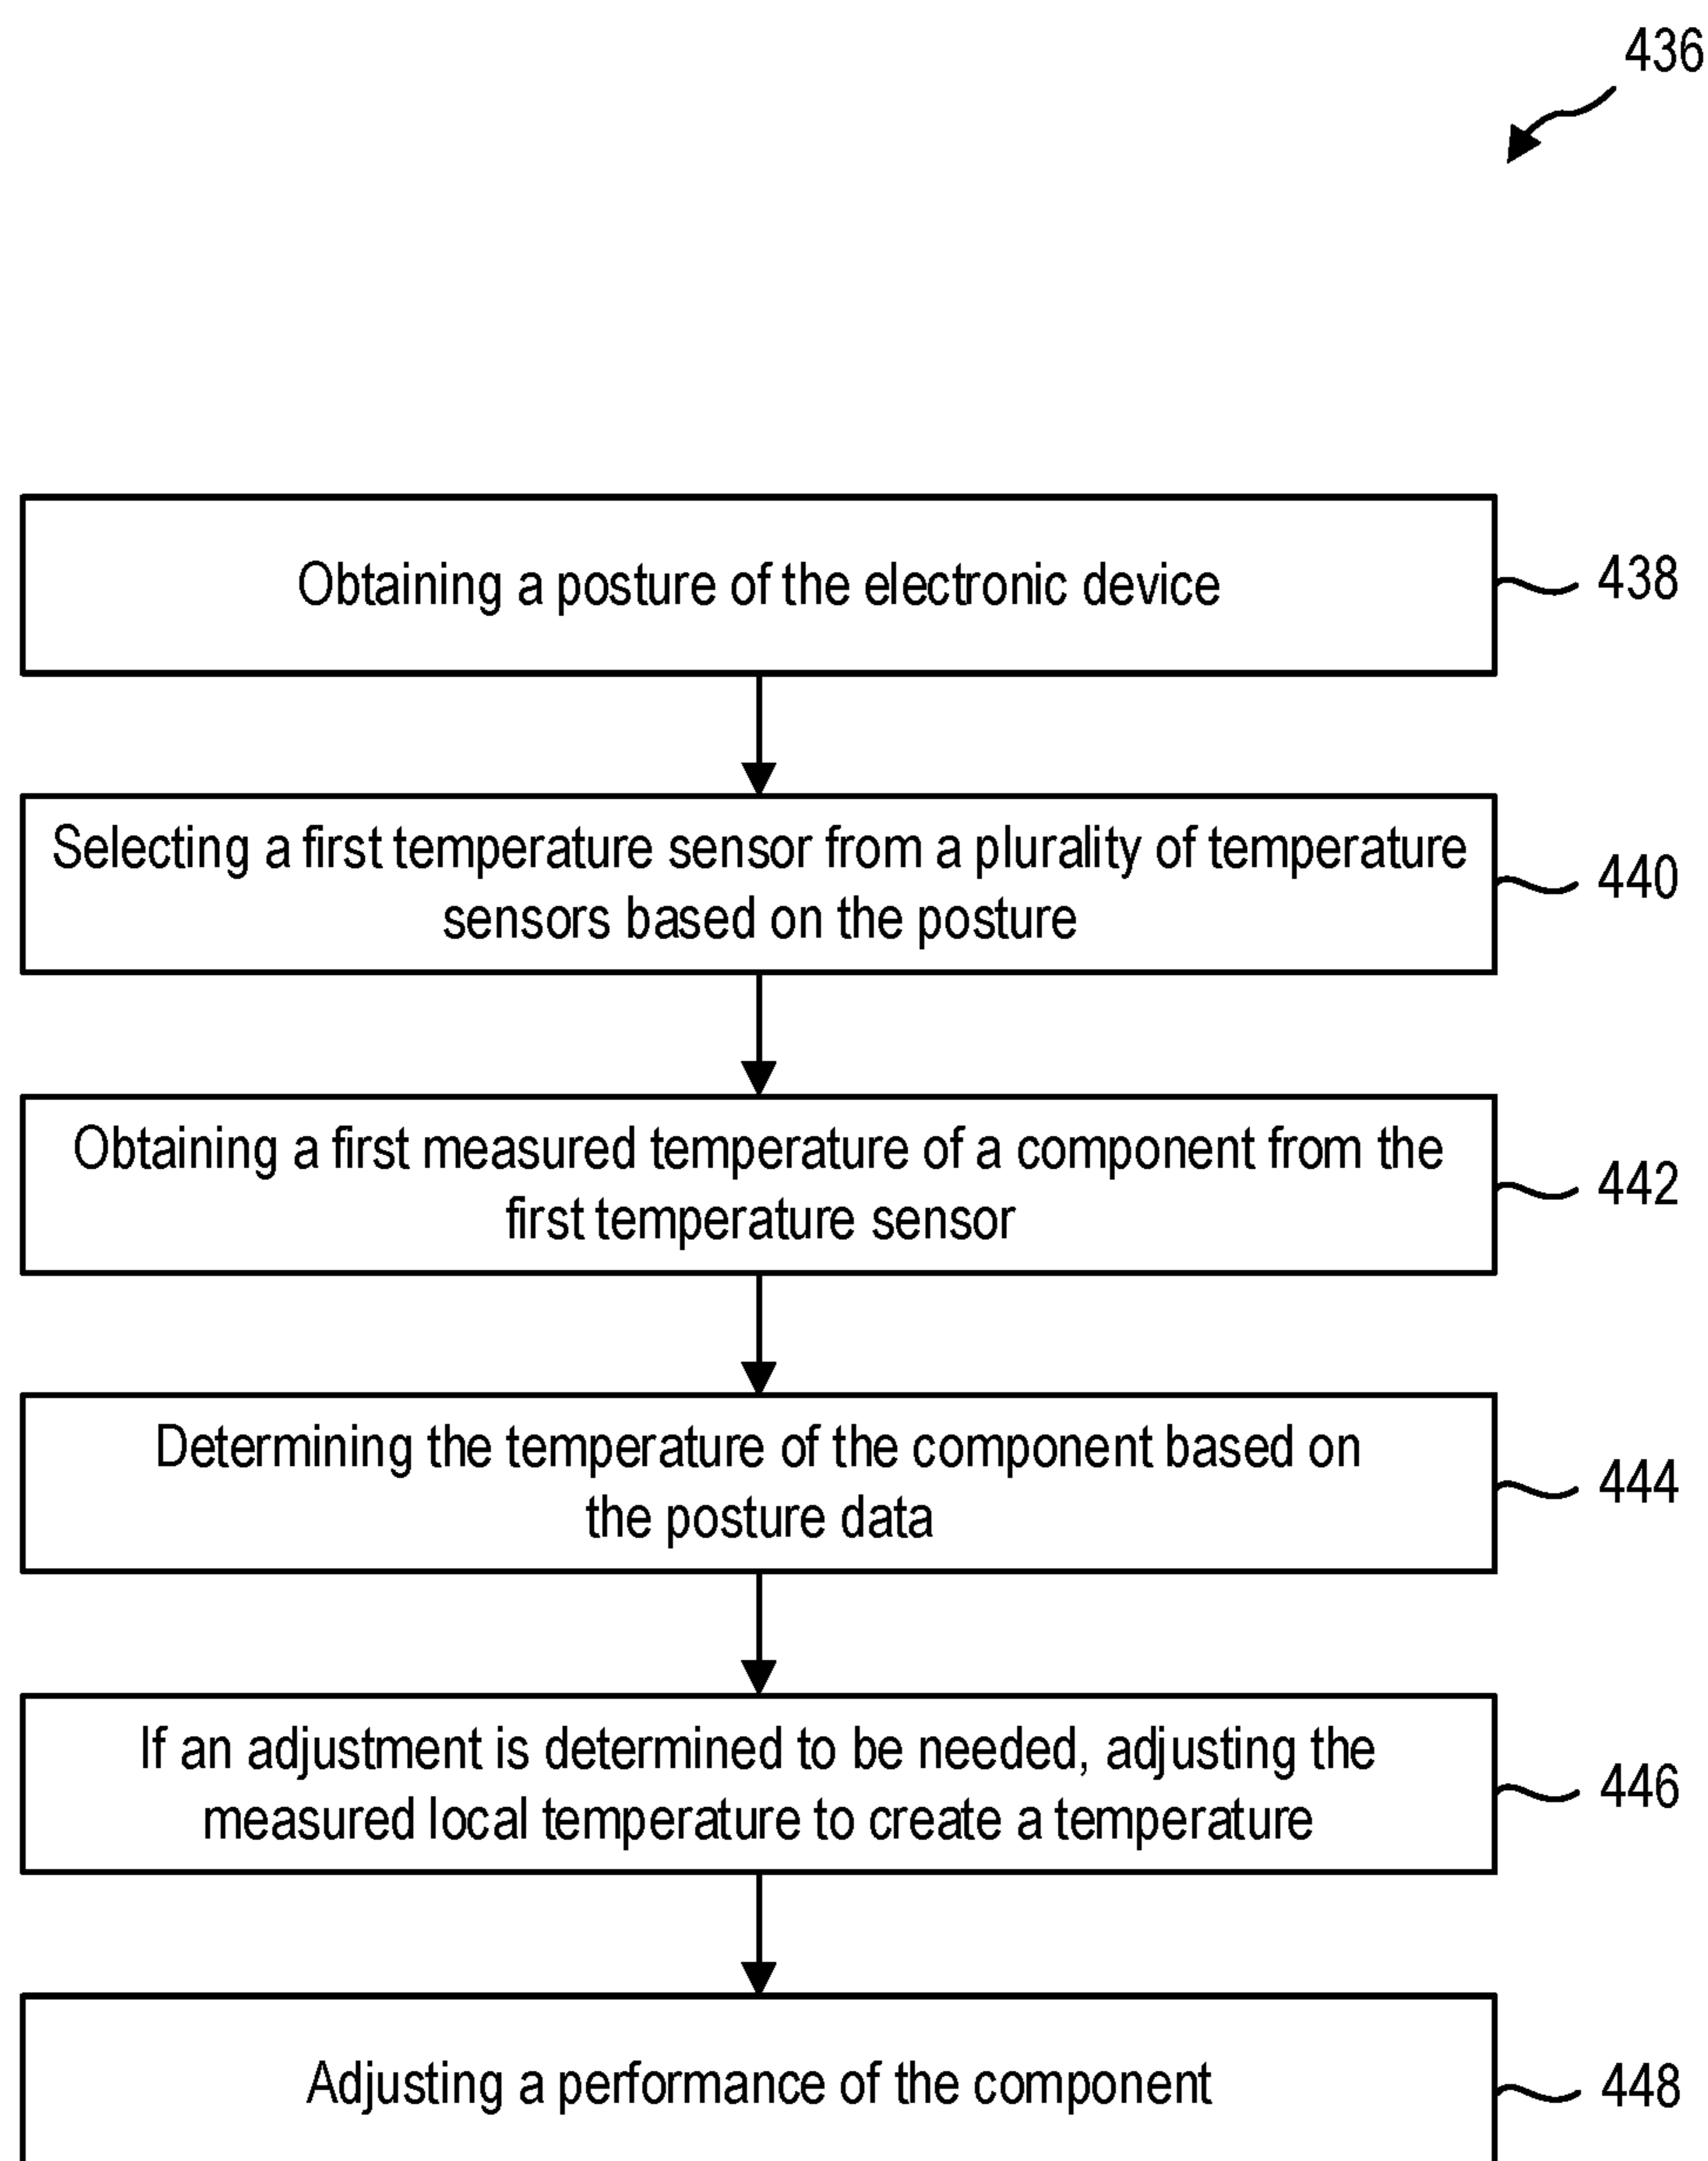 436
Obtaining a posture of the electronic device
438
Selecting a first temperature sensor from a plurality of temperature
sensors based on the posture
440
Obtaining a first measured temperature of a component from the
first temperature sensor
442
Determining the temperature of the component based on
the posture data
444
If an adjustment is determined to be needed, adjusting the
measured local temperature to create a temperature
446
Adjusting a performance of the component
448